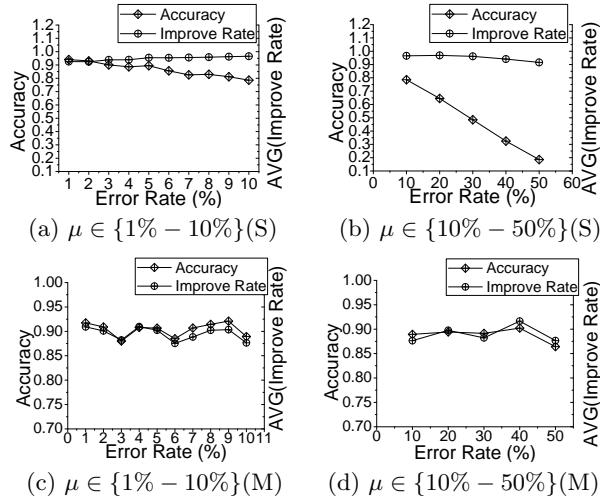 Accuracy
Improve Rate
1.2
1.1
1.0
0.9
0.8
0.7
0.6
0.5
0.4
0.3
0.2
0.1
Accuracy
AVG(Improve Rate)
1 2 3 4 5 6 7 8 9 10
Error Rate (%)
(a) μ ∈ {1% − 10%}(S)
Accuracy
Improve Rate
1.2
1.1
1.0
0.9
0.8
0.7
0.6
0.5
0.4
0.3
0.2
0.1
Accuracy
AVG(Improve Rate)
0 10 20 30 40 50 60
Error Rate (%)
(b) μ ∈ {10% − 50%}(S)
Accuracy
Improve Rate
1.00
0.95
0.90
0.85
0.80
0.75
0.70
Accuracy
AVG(Improve Rate)
0 1 2 3 4 5 6 7 8 9 10 11
Error Rate (%)
(c) μ ∈ {1% − 10%}(M)
Accuracy
Improve Rate
1.00
0.95
0.90
0.85
0.80
0.75
0.70
Accuracy
AVG(Improve Rate)
0 10 20 30 40 50
Error Rate (%)
(d) μ ∈ {10% − 50%}(M)